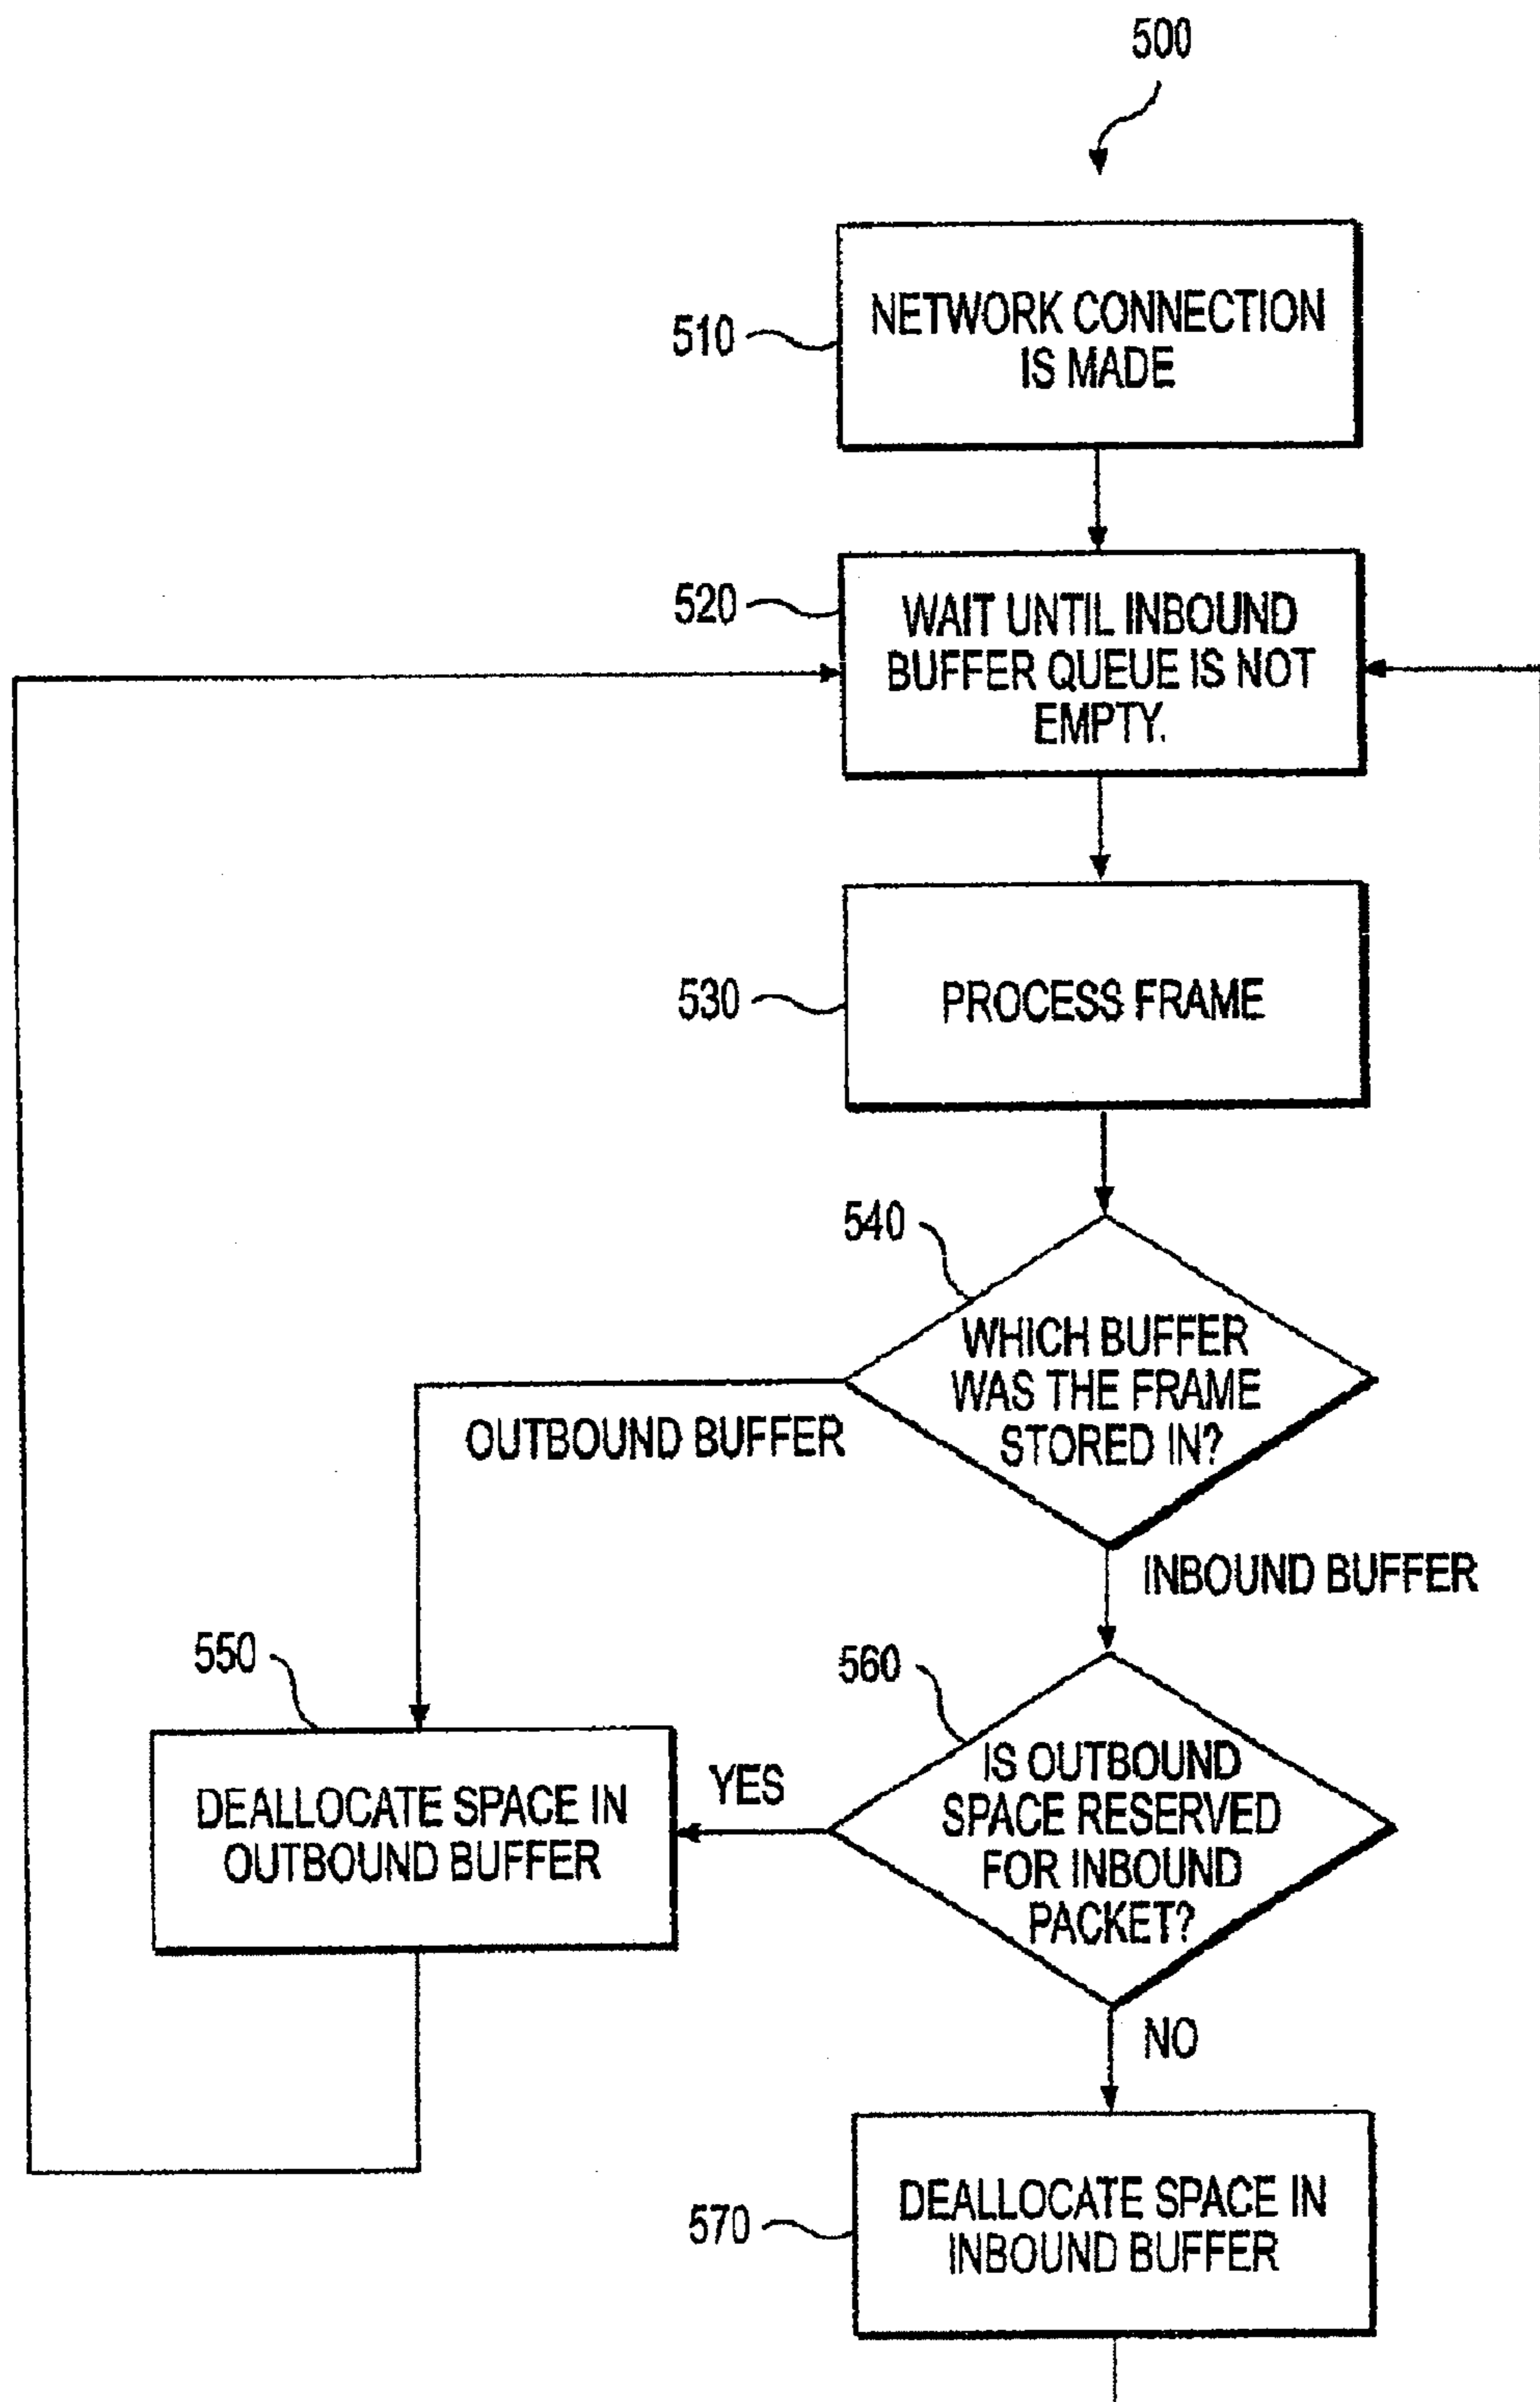 500
510
NETWORK CONNECTION
IS MADE
520
WAIT UNTIL INBOUND
BUFFER QUEUE IS NOT
EMPTY.
530
PROCESS FRAME
540
WHICH BUFFER
WAS THE FRAME
STORED IN?
OUTBOUND BUFFER
INBOUND BUFFER
550
DEALLOCATE SPACE IN
OUTBOUND BUFFER
YES
560
IS OUTBOUND
SPACE RESERVED
FOR INBOUND
PACKET?
NO
570
DEALLOCATE SPACE IN
INBOUND BUFFER